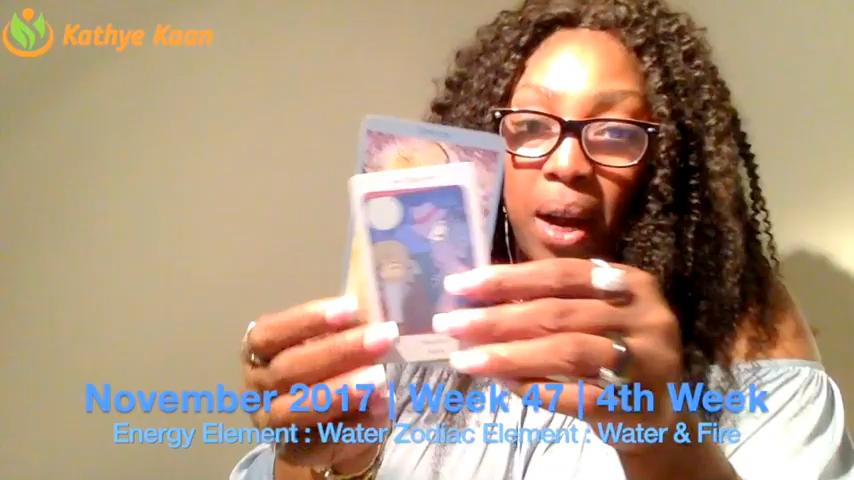 Kathye Kaan
November 2017 | Week 47 | 4th Week
Energy Element : Water Zodiac Element : Water & Fire